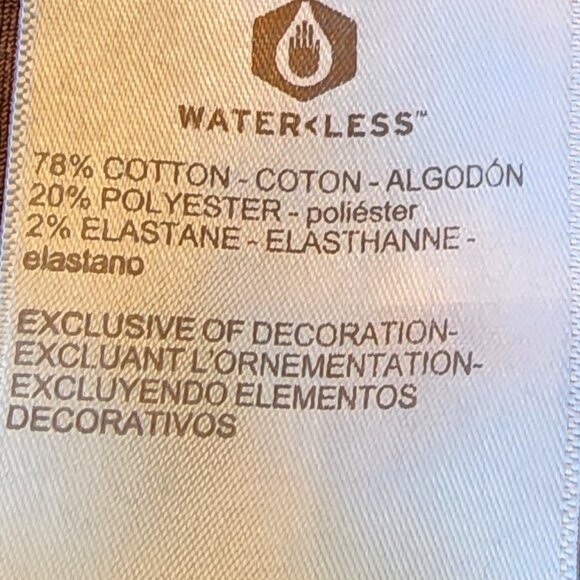 WATER<LESS™
78% COTTON - COTON - ALGODÓN
20% POLYESTER - poliéster
2% ELASTANE - ELASTHANNE -
elastano
EXCLUSIVE OF DECORATION-
EXCLUANT L'ORNEMENTATION-
EXCLUYENDO ELEMENTOS
DECORATIVOS